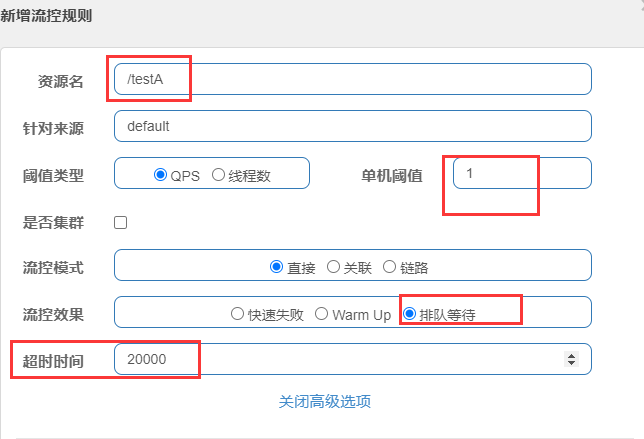 新增流控规则
资源名 /testA
针对来源 default
阈值类型 QPS 线程数 单机阈值 1
是否集群
流控模式 直接 关联 链路
流控效果 快速失败 Warm Up 排队等待
超时时间 20000
关闭高级选项